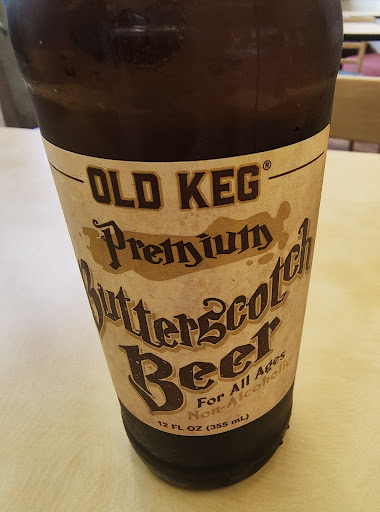 OLD KEG®
Premium
Butterscotch
Beer
For All Ages
Non-Alcoholic
12 FL OZ (355 mL)